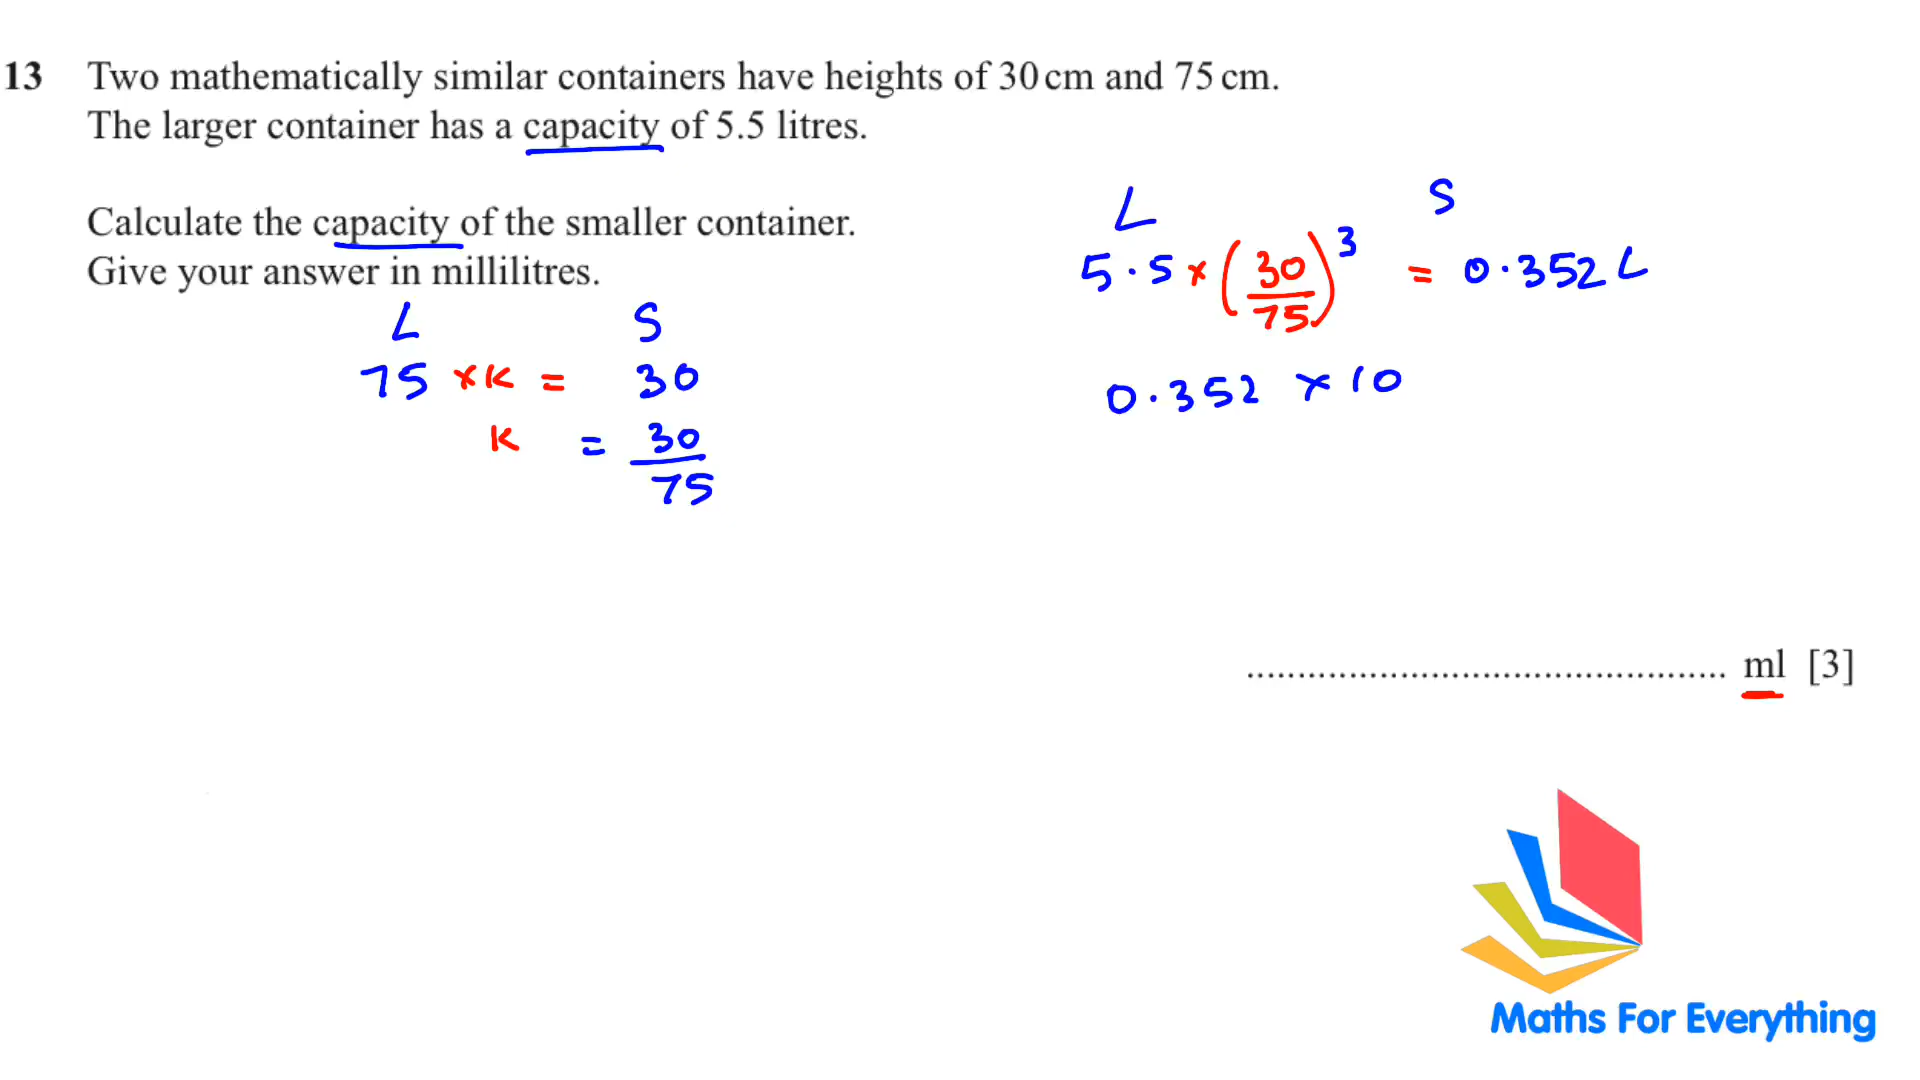 13 Two mathematically similar containers have heights of 30 cm and 75 cm.
The larger container has a capacity of 5.5 litres.
Calculate the capacity of the smaller container.
Give your answer in millilitres.
L S
75 × K = 30
K = 30
75
L S
5.5 × (30/75)³ = 0.352 L
0.352 × 10
................................................ ml [3]
Maths For Everything